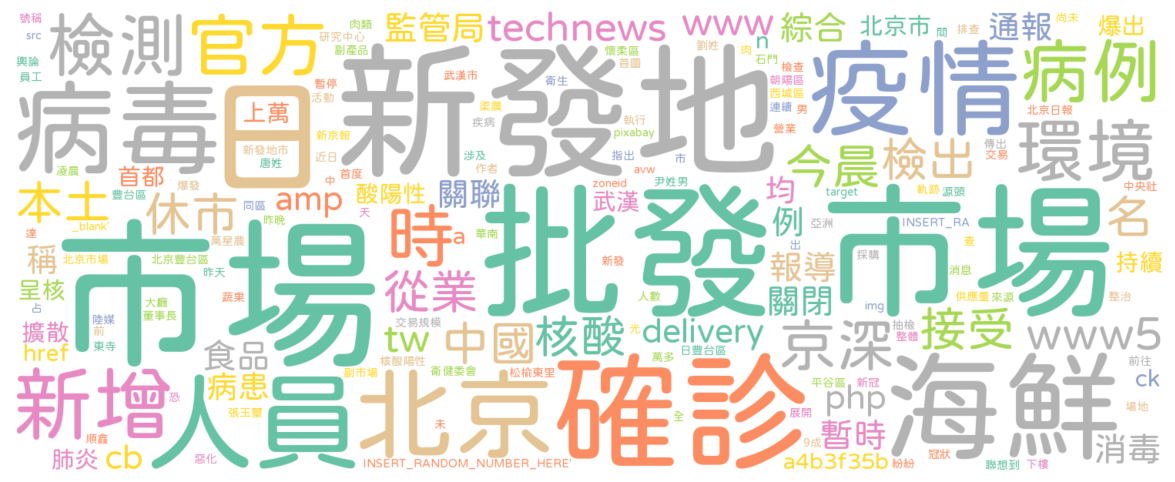 號稱
src
輿論
員工
檢測
官方
肉類
研究中心
副產品
監管局
technews
www
n
綜合
北京市
間
排查
通報
尚未
爆出
病毒
日
上萬
新發地市
唐姓
暫停
活動
新京報
近日
首度
中
武漢市
渠晨
疾病
涉及
作者
懷柔區
首圖
衛生
執行
pixabay
指出
市
劉姓
肉
石門
檢查
朝陽區
西城區
連續
男
營業
新發地
疫情
病例
北京日報
傳出
交易
環境
凌晨
首都
爆發
本土
豐台區
_blank'
達
休市
同區
昨晚
amp
天
酸陽性
關聯
華南
zoneid
avw
武漢
尹姓男
均
例
今晨
檢出
target
軌跡
源頭
中央社
亞洲
INSERT_RA
名
稱
北京市場
北京豐台區
萬星晨
昨天
市場
時
a
批發
新發
市場
出
採購
報導
查
消息
持續
呈核
占
大廳
董事長
蔬果
從業
人數
關閉
img
供應量
來源
整治
擴散
陸媒
前
東寺
href
食品
交易規模
tw
中國
核酸
元
delivery
萬多
日豐台區
京深
抽檢
整體
接受
www5
前往
核酸陽性
衛健委會
松榆東里
新增
恐
病患
張玉璽
副市場
人員
北京
未
確診
全
平谷區
新冠
展開
php
海鮮
ck
場地
順鑫
肺炎
cb
惡化
INSERT_RANDOM_NUMBER_HERE'
9成
暫時
a4b3f35b
紛紛
冠狀
聯想到
下樓
消毒